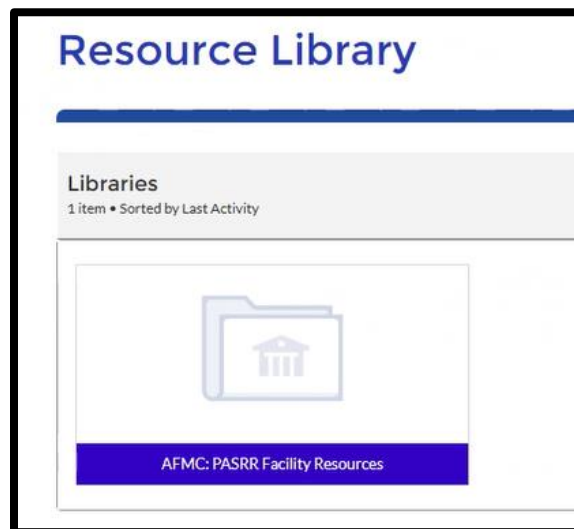 Resource Library
Libraries
1 item • Sorted by Last Activity
AFMC: PASRR Facility Resources